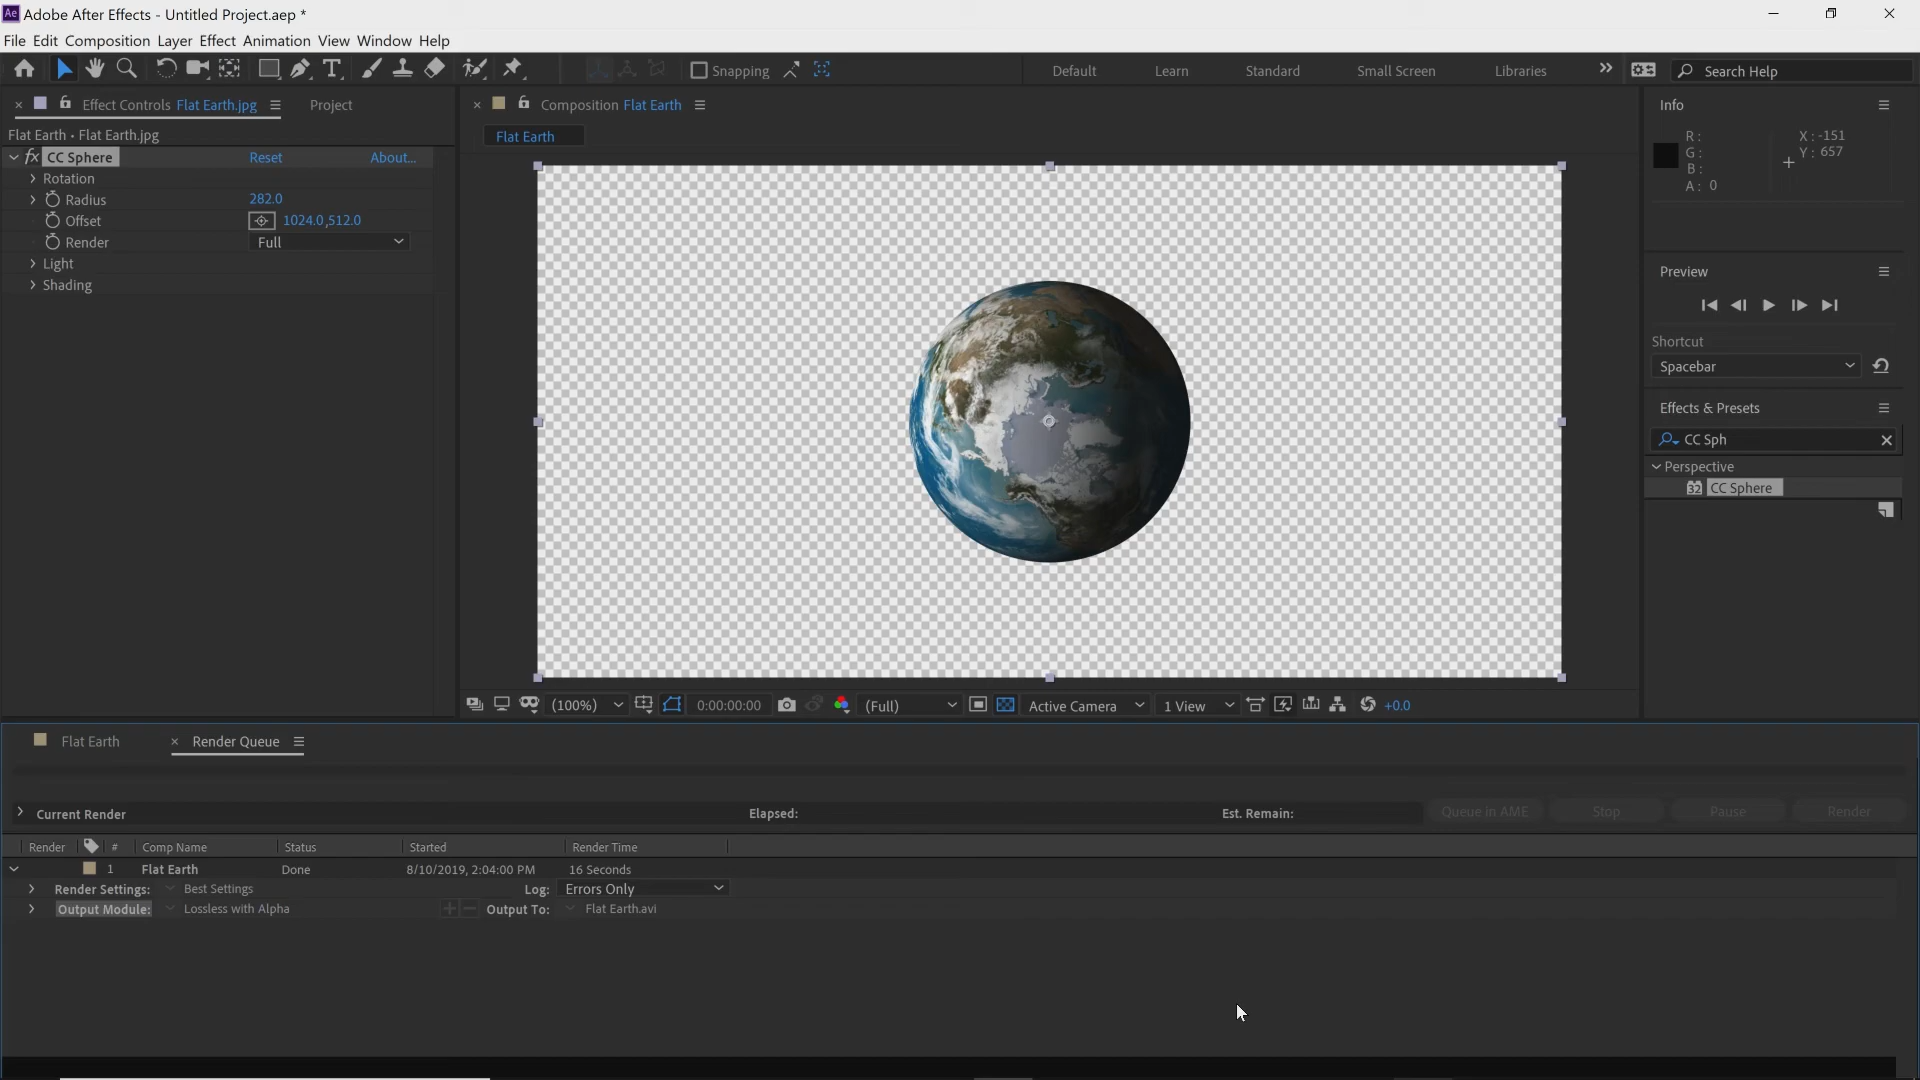 Ae Adobe After Effects - Untitled Project.aep *
File Edit Composition Layer Effect Animation View Window Help
T Snapping Default Learn Standard Small Screen Libraries Search Help
Effect Controls Flat Earth.jpg Project
Composition Flat Earth
Info
Flat Earth • Flat Earth.jpg
Flat Earth
R: X: -151
G: Y: 657
B:
A: 0
fx CC Sphere Reset About...
Rotation
Radius 282.0
Offset 1024.0,512.0
Render Full
Light
Shading
Preview
Shortcut
Spacebar
Effects & Presets
CC Sph
Perspective
32 CC Sphere
(100%) 0:00:00:00 (Full) Active Camera 1 View +0.0
Flat Earth Render Queue
Current Render Elapsed: Est. Remain: Queue in AME Stop Pause Render
Render # Comp Name Status Started Render Time
1 Flat Earth Done 8/10/2019, 2:04:00 PM 16 Seconds
Render Settings: Best Settings Log: Errors Only
Output Module: Lossless with Alpha Output To: Flat Earth.avi